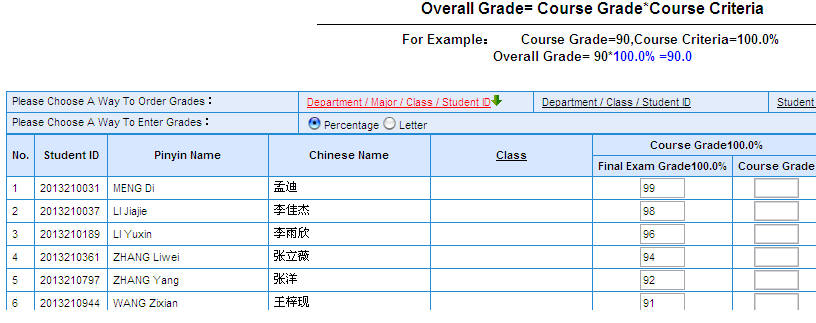 Overall Grade= Course Grade*Course Criteria
For Example： Course Grade=90,Course Criteria=100.0%
Overall Grade= 90*100.0% =90.0
Please Choose A Way To Order Grades： Department / Major / Class / Student ID Department / Class / Student ID Student
Please Choose A Way To Enter Grades： Percentage Letter
No. Student ID Pinyin Name Chinese Name Class Course Grade100.0%
Final Exam Grade100.0% Course Grade
1 2013210031 MENG Di 孟迪 99
2 2013210037 LI Jiajie 李佳杰 98
3 2013210189 LI Yuxin 李雨欣 96
4 2013210361 ZHANG Liwei 张立薇 94
5 2013210797 ZHANG Yang 张洋 92
6 2013210944 WANG Zixian 王梓现 91